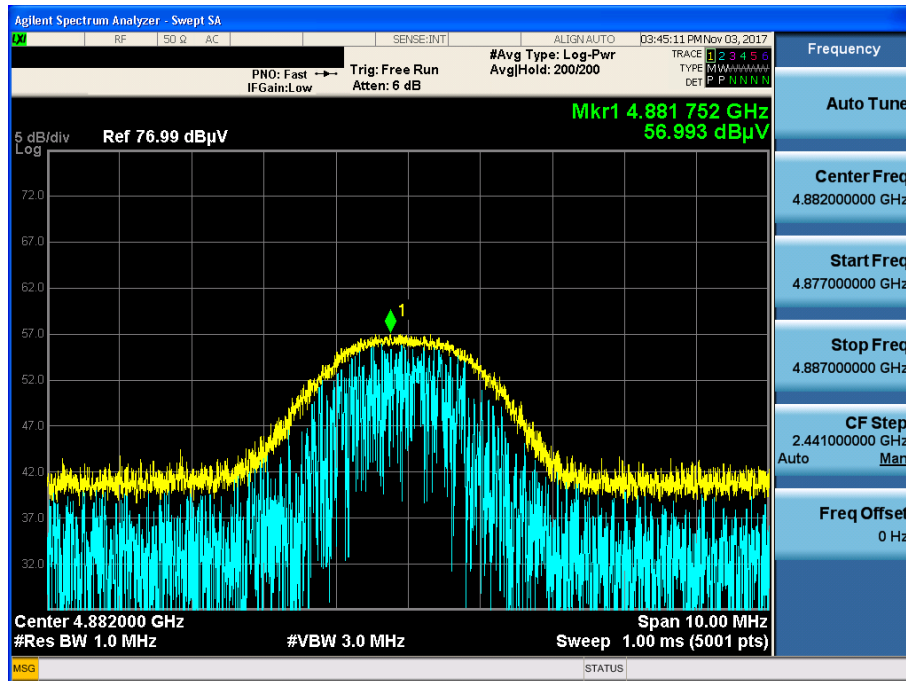 Agilent Spectrum Analyzer - Swept SA
LXI RF 50 Ω AC SENSE:INT ALIGN AUTO 03:45:11 PM Nov 03, 2017
PNO: Fast
IFGain:Low
Trig: Free Run
Atten: 6 dB
#Avg Type: Log-Pwr
Avg|Hold: 200/200
TRACE 1 2 3 4 5 6
TYPE M W W W W W
DET P P N N N N
Mkr1 4.881 752 GHz
56.993 dBµV
5 dB/div Ref 76.99 dBµV
Log
72.0
67.0
62.0
57.0
52.0
47.0
42.0
37.0
32.0
1
Center 4.882000 GHz Span 10.00 MHz
#Res BW 1.0 MHz #VBW 3.0 MHz Sweep 1.00 ms (5001 pts)
MSG STATUS
Frequency
Auto Tune
Center Freq
4.882000000 GHz
Start Freq
4.877000000 GHz
Stop Freq
4.887000000 GHz
CF Step
2.441000000 GHz
Auto Man
Freq Offset
0 Hz